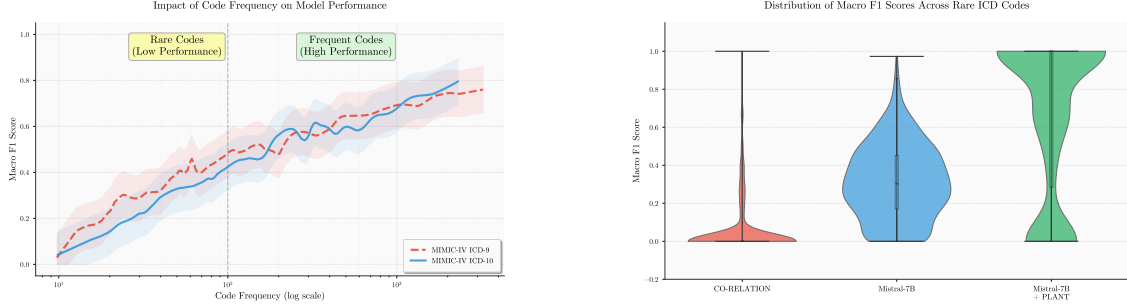 Impact of Code Frequency on Model Performance
Macro F1 Score
1.0
0.8
0.6
0.4
0.2
0.0
Rare Codes
(Low Performance)
Frequent Codes
(High Performance)
MIMIC-IV ICD-9
MIMIC-IV ICD-10
10¹
10²
10³
Code Frequency (log scale)
Distribution of Macro F1 Scores Across Rare ICD Codes
Macro F1 Score
1.0
0.8
0.6
0.4
0.2
0.0
−0.2
CO-RELATION
Mistral-7B
Mistral-7B
+ PLANT